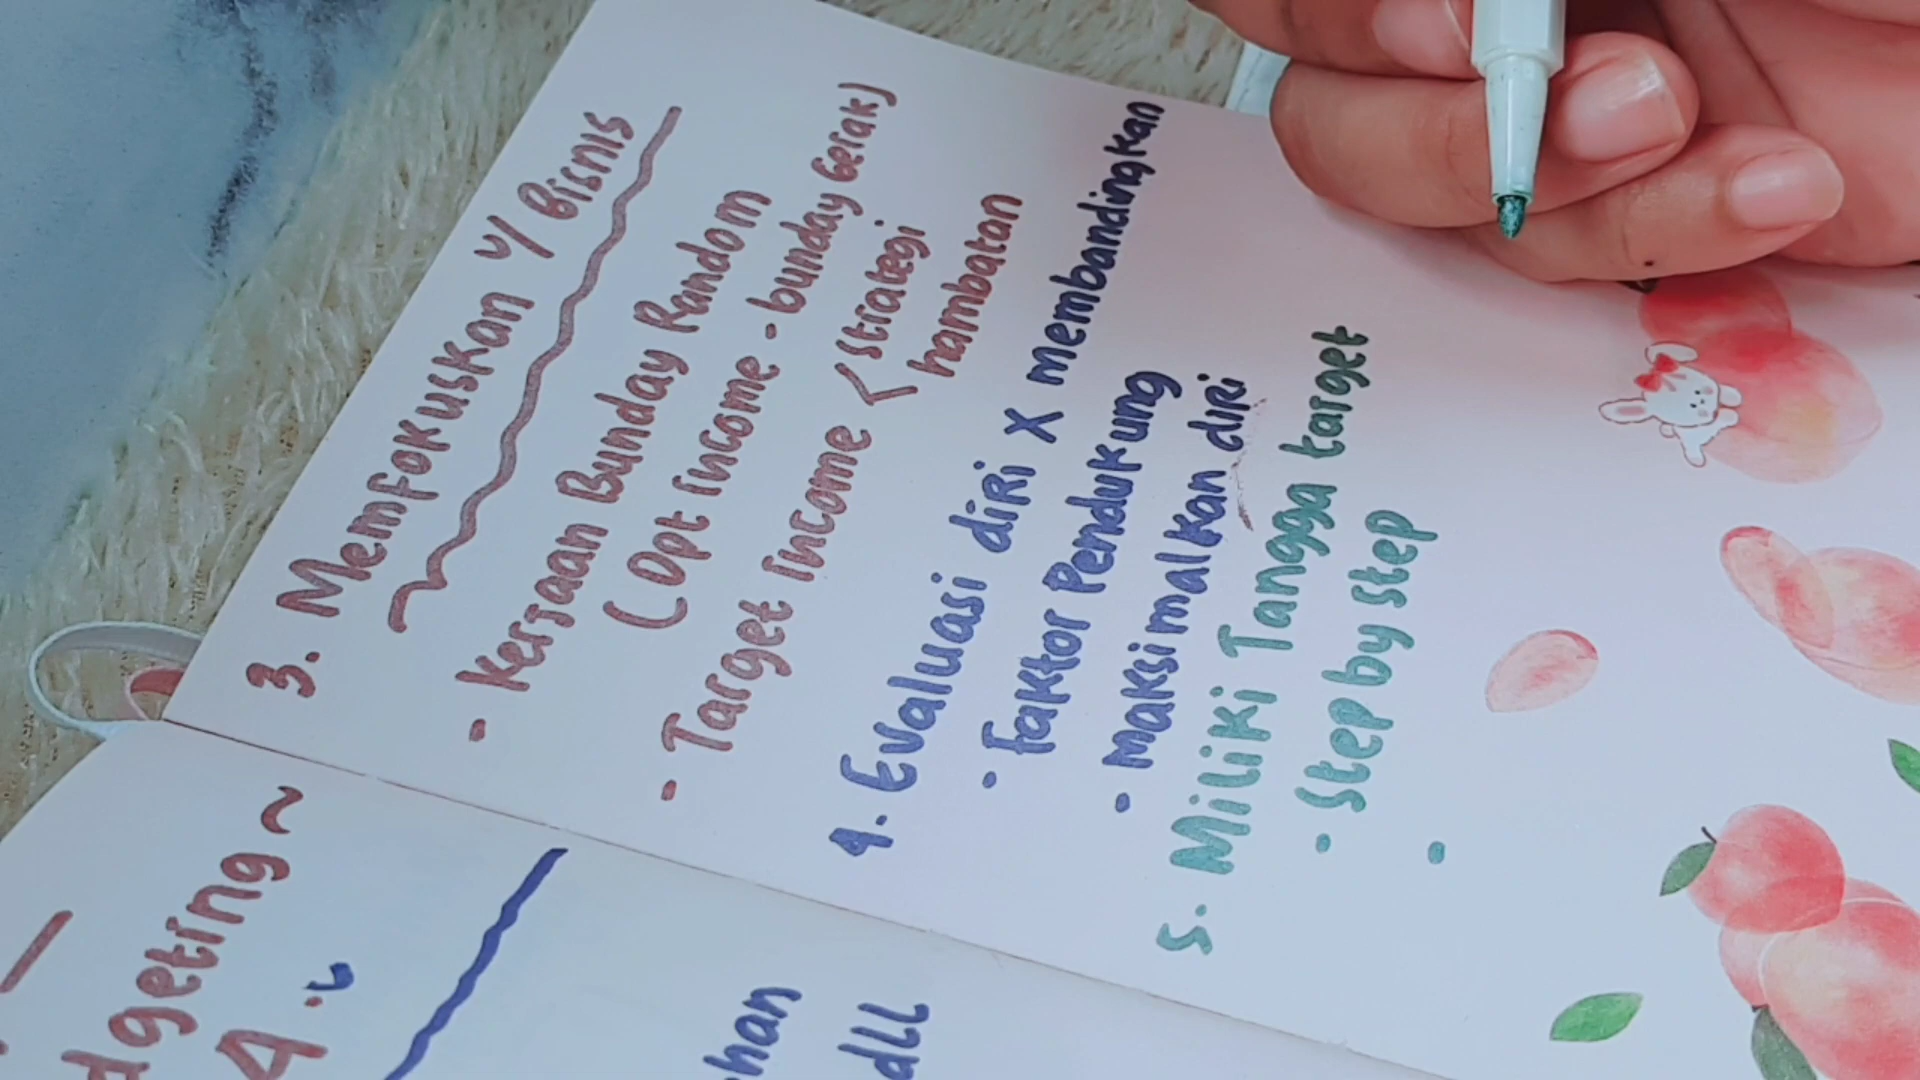 3. Memfokuskan u/ Bisnis
- Kerjaan Bunday Random
( Opt income - bunday Gerak)
- Target income < Strategi
hambatan
4. Evaluasi diri X membandingkan
- faktor Pendukung
- Maksimalkan diri
5. Miliki Tangga target
- Step by step
-
dgeting ~
han
dll